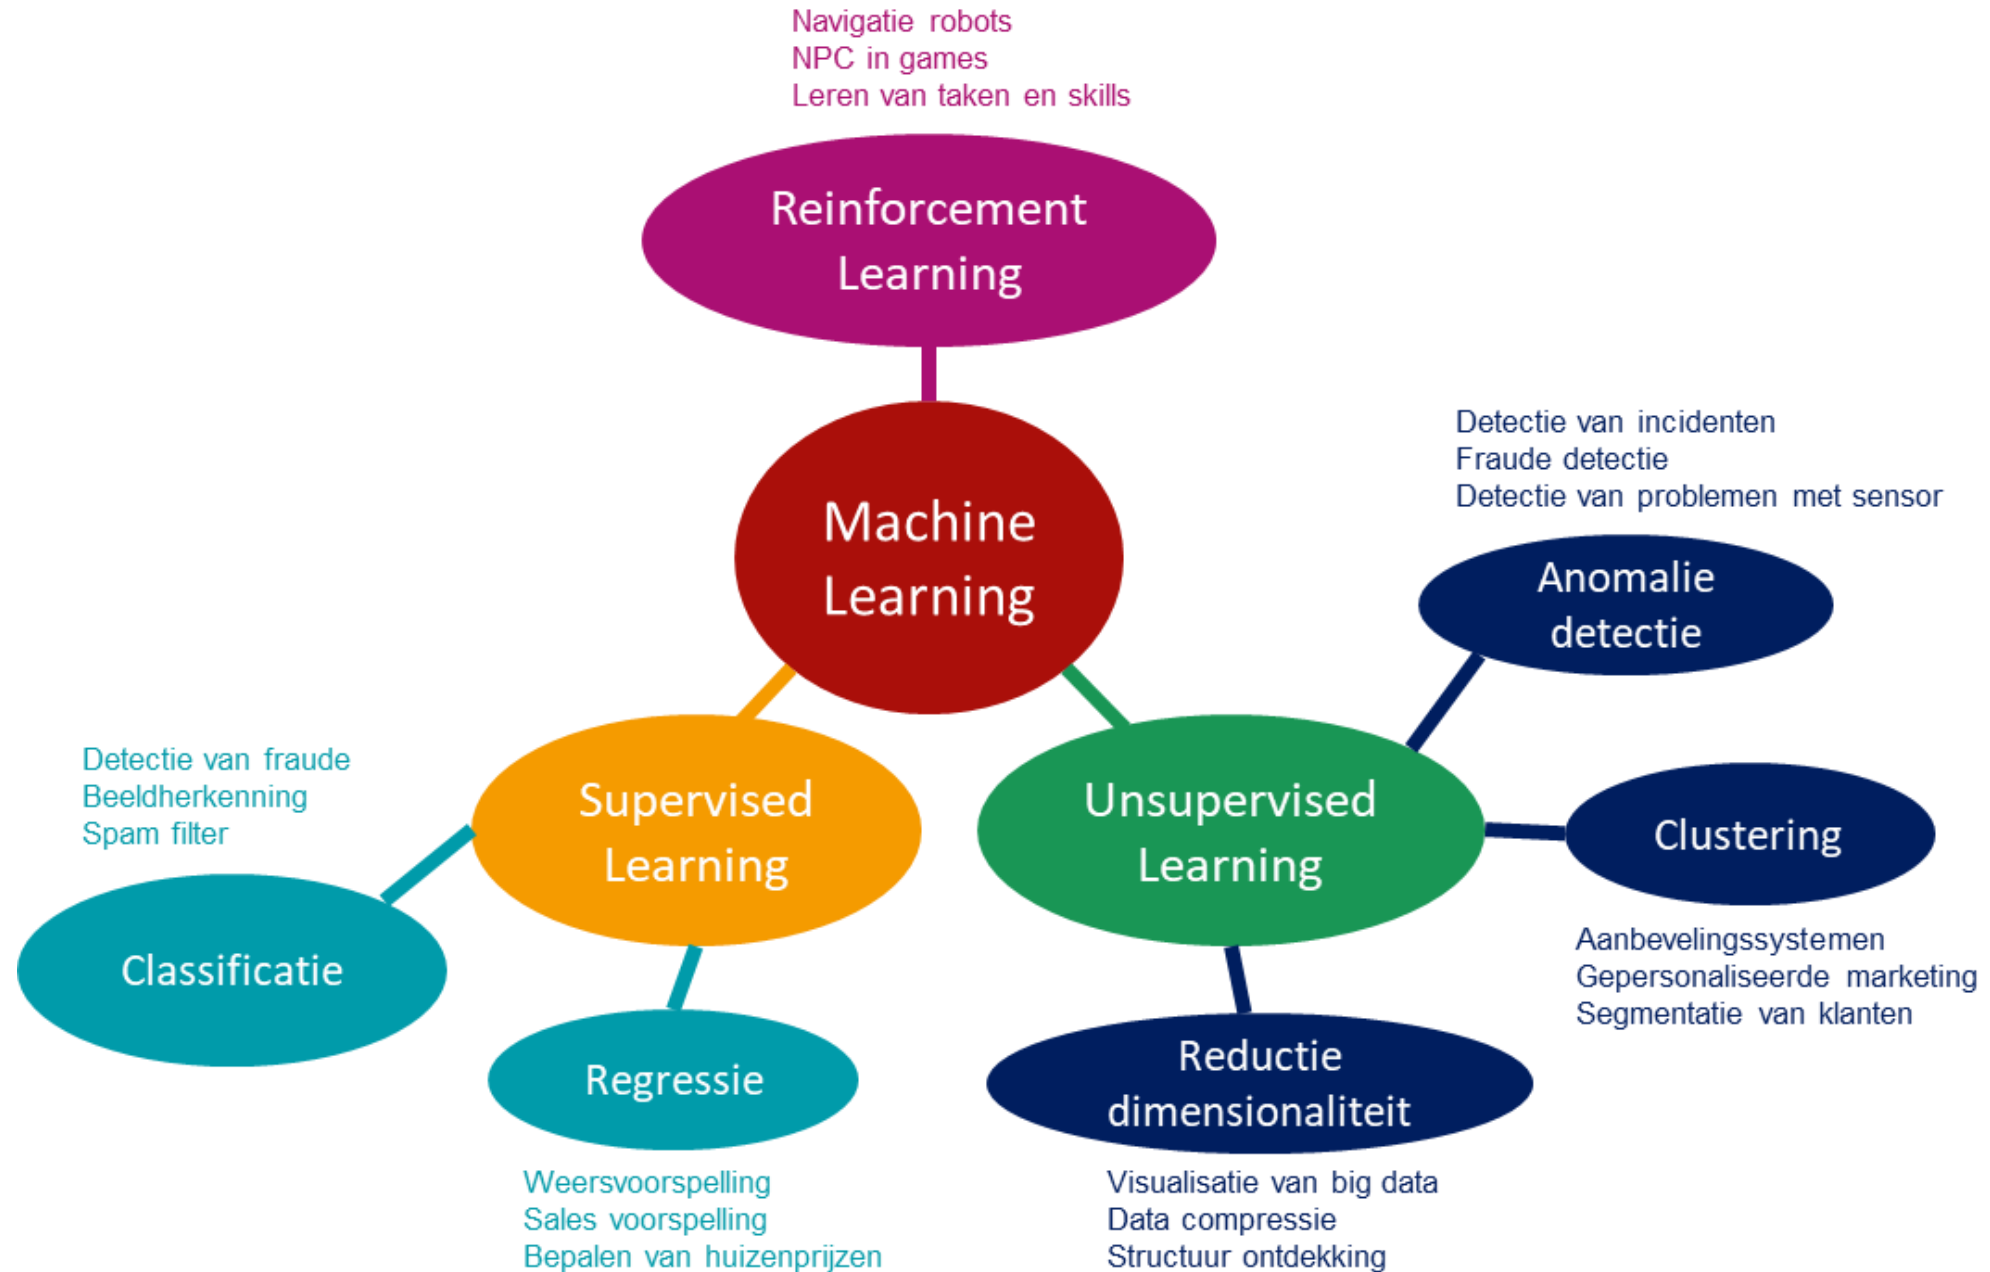 Navigatie robots
NPC in games
Leren van taken en skills
Reinforcement
Learning
Machine
Learning
Detectie van incidenten
Fraude detectie
Detectie van problemen met sensor
Anomalie
detectie
Detectie van fraude
Beeldherkenning
Spam filter
Supervised
Learning
Unsupervised
Learning
Clustering
Aanbevelingssystemen
Gepersonaliseerde marketing
Segmentatie van klanten
Classificatie
Regressie
Reductie
dimensionaliteit
Weersvoorspelling
Sales voorspelling
Bepalen van huizenprijzen
Visualisatie van big data
Data compressie
Structuur ontdekking